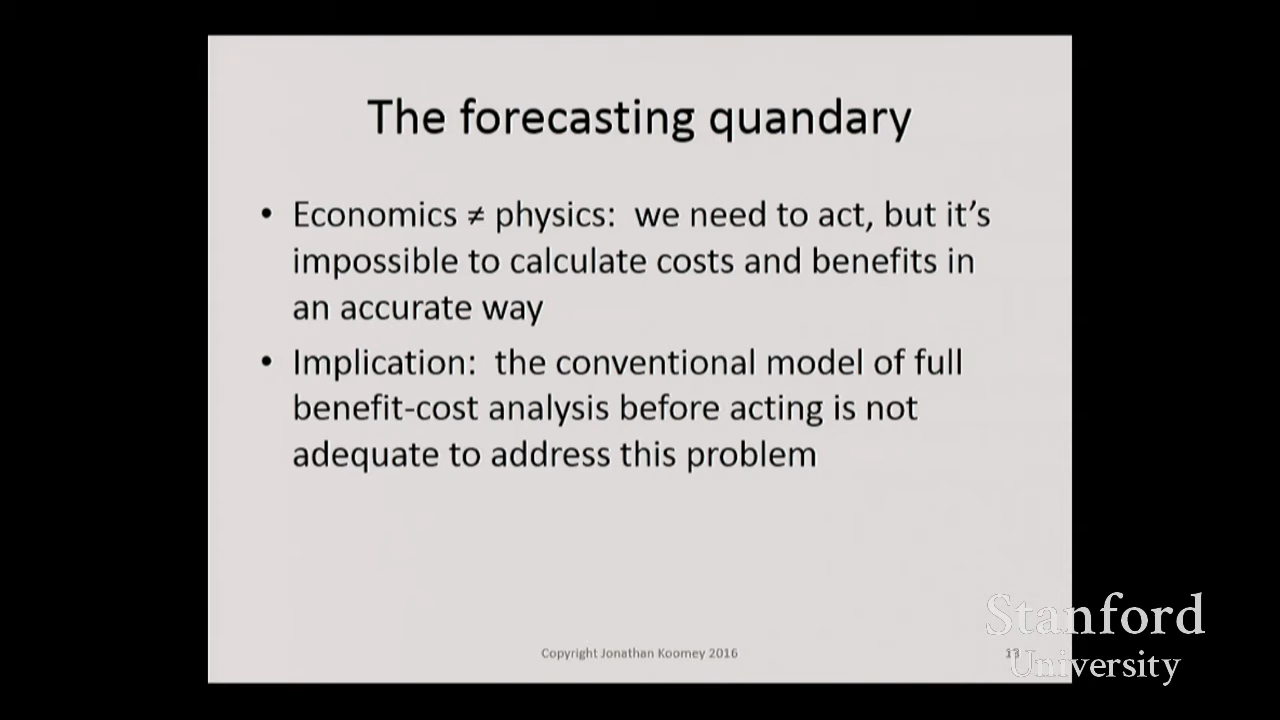 The forecasting quandary
• Economics ≠ physics: we need to act, but it’s
impossible to calculate costs and benefits in
an accurate way
• Implication: the conventional model of full
benefit-cost analysis before acting is not
adequate to address this problem
Copyright Jonathan Koomey 2016
13
Stanford
University